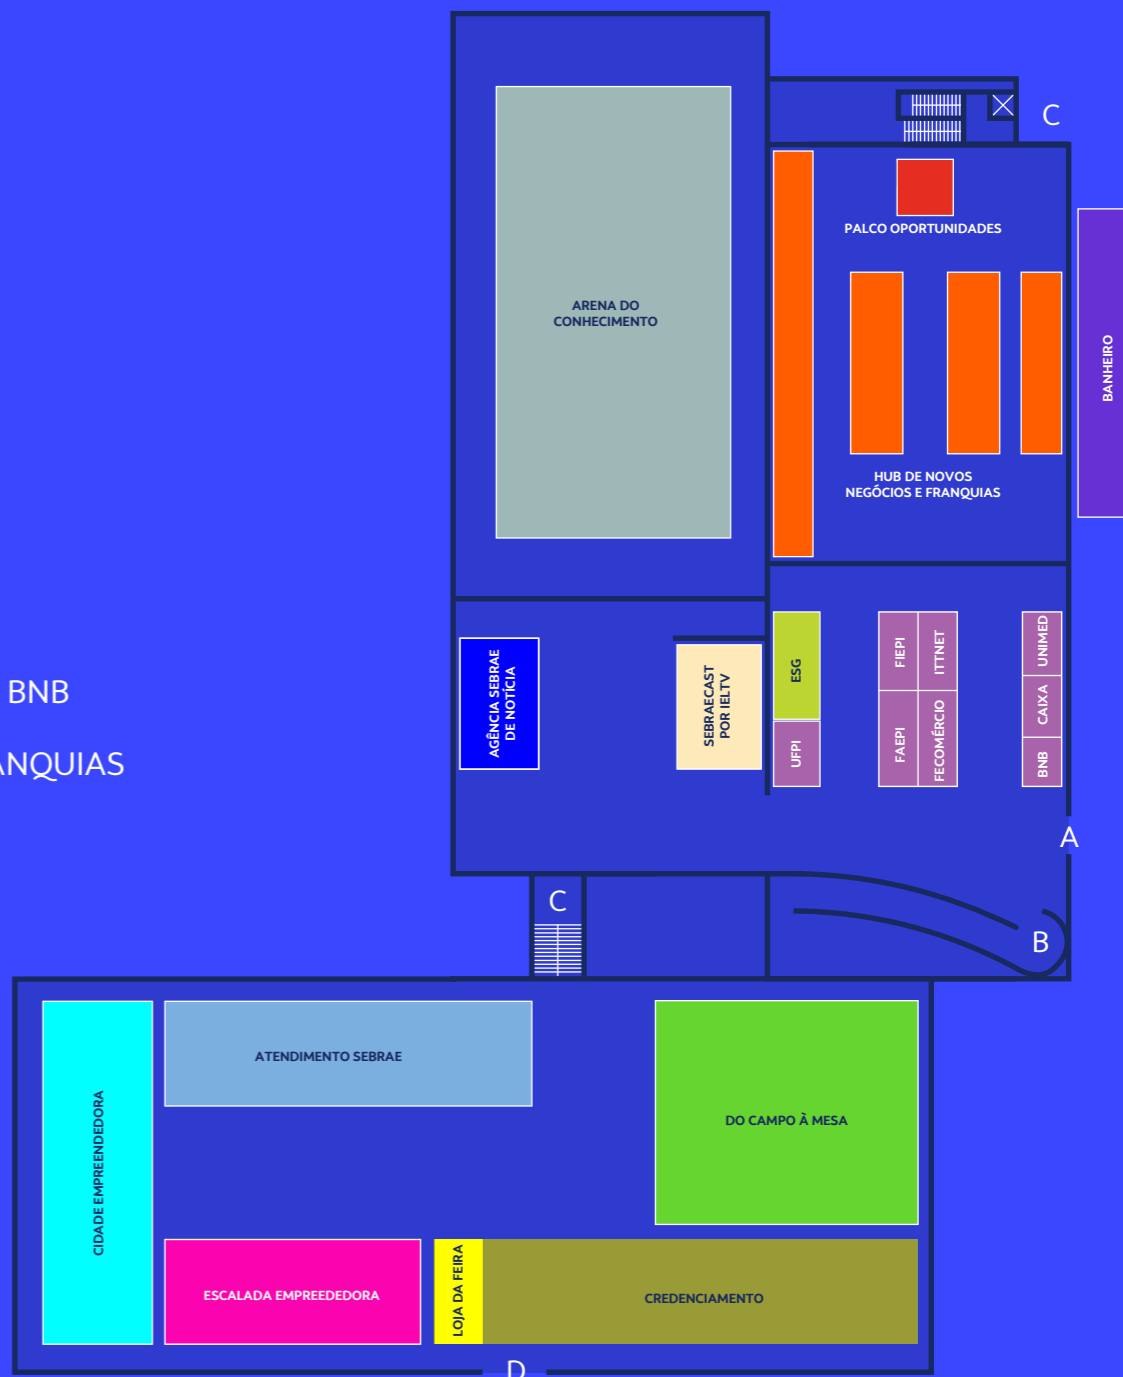 C
PALCO OPORTUNIDADES
ARENA DO
CONHECIMENTO
BANHEIRO
HUB DE NOVOS
NEGÓCIOS E FRANQUIAS
AGÊNCIA SEBRAE
DE NOTÍCIA
SEBRAECAST
POR IELTV
ESG
UFPI
FIEPI
ITTNET
FAEPI
FECOMÉRCIO
UNIMED
CAIXA
BNB
BNB
ANQUIAS
A
C
B
CIDADE EMPREENDEDORA
ATENDIMENTO SEBRAE
DO CAMPO À MESA
ESCALADA EMPREEDEDORA
LOJA DA FEIRA
CREDENCIAMENTO
D